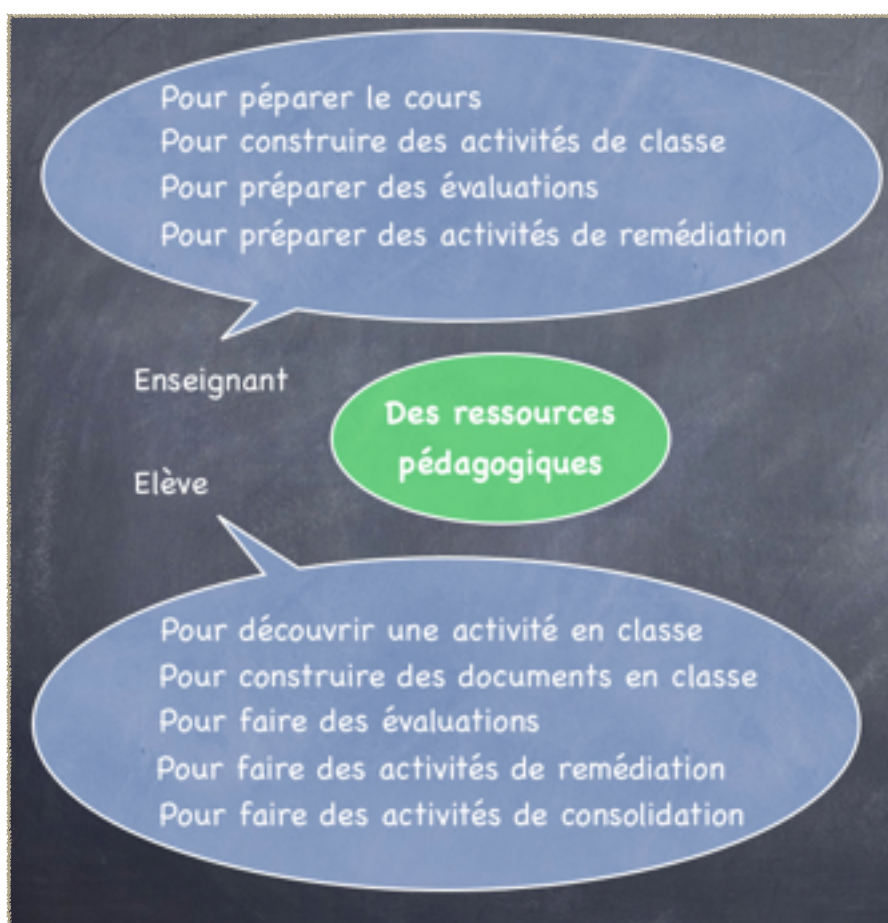 Pour péparer le cours
Pour construire des activités de classe
Pour préparer des évaluations
Pour préparer des activités de remédiation
Enseignant
Des ressources
pédagogiques
Elève
Pour découvrir une activité en classe
Pour construire des documents en classe
Pour faire des évaluations
Pour faire des activités de remédiation
Pour faire des activités de consolidation